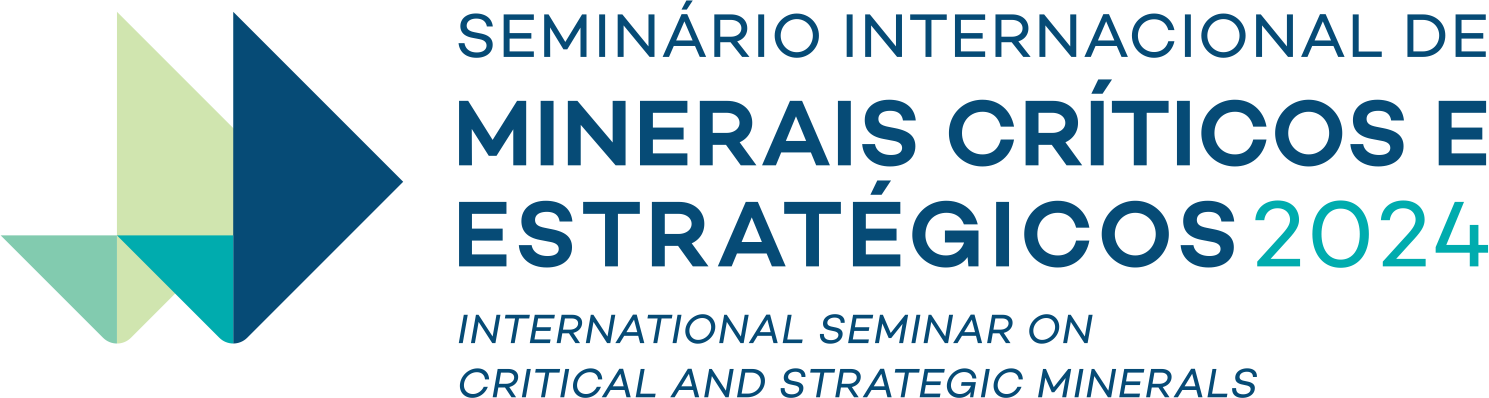 SEMINÁRIO INTERNACIONAL DE
MINERAIS CRÍTICOS E
ESTRATÉGICOS 2024
INTERNATIONAL SEMINAR ON
CRITICAL AND STRATEGIC MINERALS